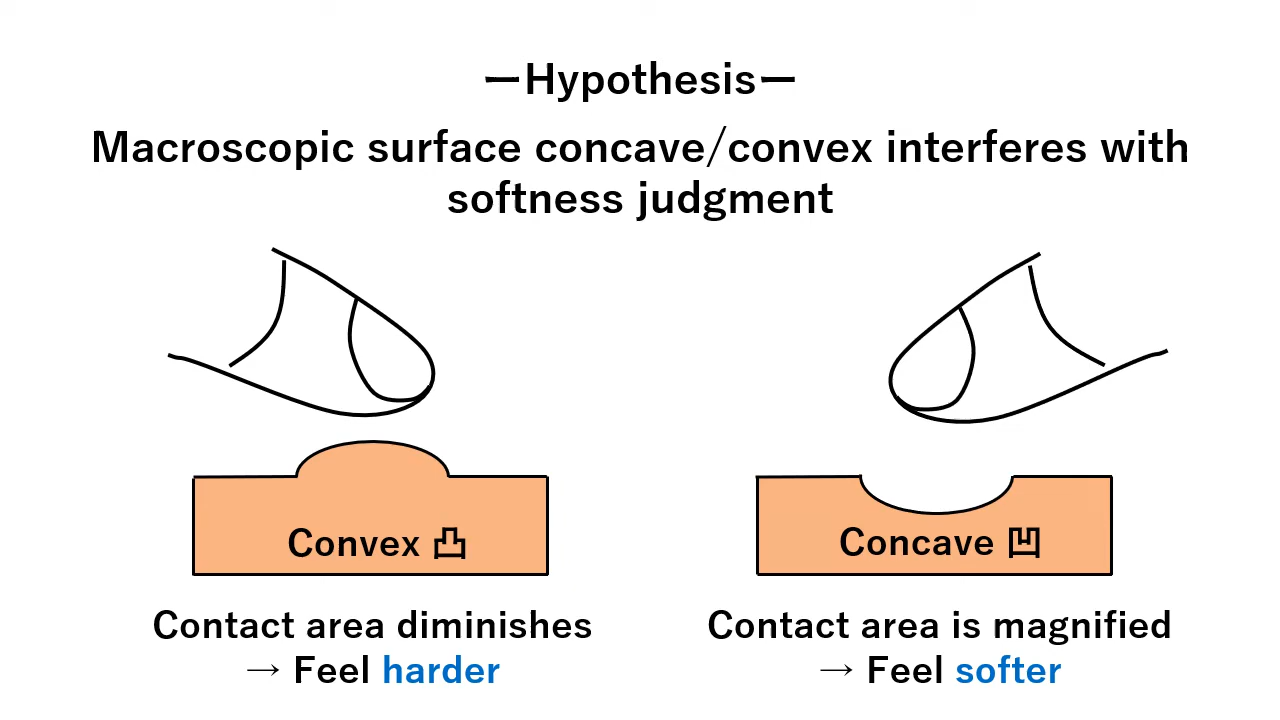 ーHypothesisー
Macroscopic surface concave/convex interferes with
softness judgment
Convex 凸
Concave 凹
Contact area diminishes
→ Feel harder
Contact area is magnified
→ Feel softer